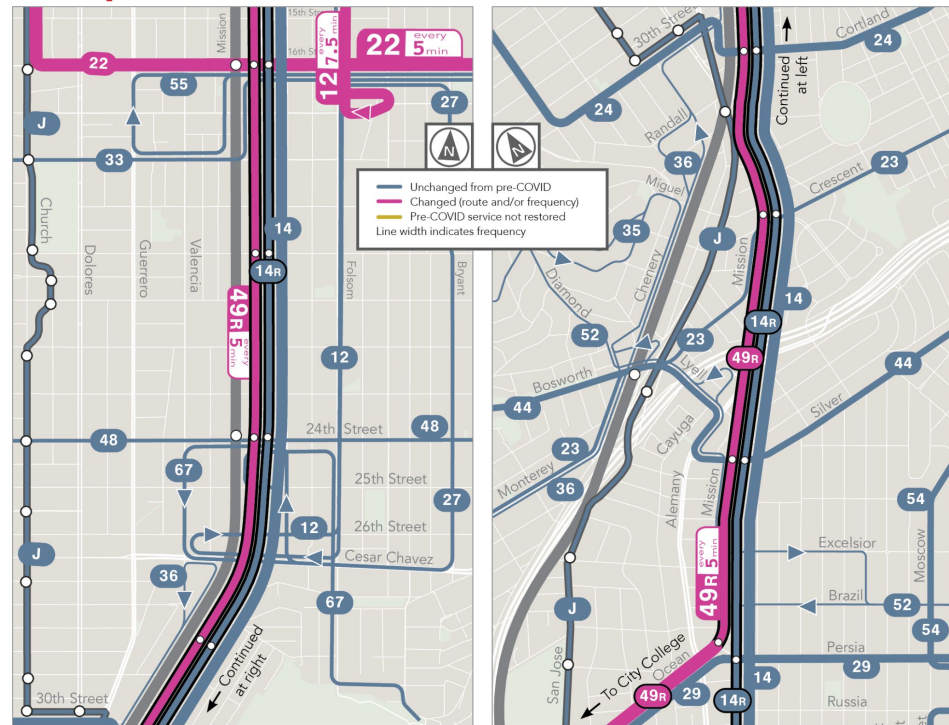 Mission
15th Street
16th St
22
22
every
5 min
12
every
7.5 min
55
27
J
33
N
N
Unchanged from pre-COVID
Changed (route and/or frequency)
Pre-COVID service not restored
Line width indicates frequency
Church
Dolores
Guerrero
Valencia
14
14R
Folsom
Bryant
49R
every
5 min
12
48
24th Street
48
67
25th Street
27
26th Street
12
Cesar Chavez
36
J
67
Continued
at right
30th Street
30th Street
Cortland
24
Continued
at left
24
Randall
36
Miguel
23
Crescent
35
J
Mission
Chenery
Diamond
14
14R
52
23
49R
Lyell
44
Bosworth
44
Silver
Cayuga
23
Monterey
36
Alemany
Mission
54
Excelsior
Moscow
49R
every
5 min
Brazil
52
J
54
To City College
Persia
Ocean
29
San Jose
14
49R
29
14R
Russia